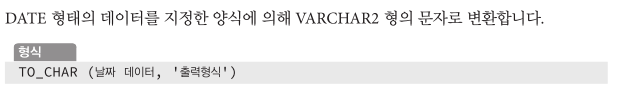 DATE 형태의 데이터를 지정한 양식에 의해 VARCHAR2 형의 문자로 변환합니다.
형식
TO_CHAR (날짜 데이터, '출력형식')